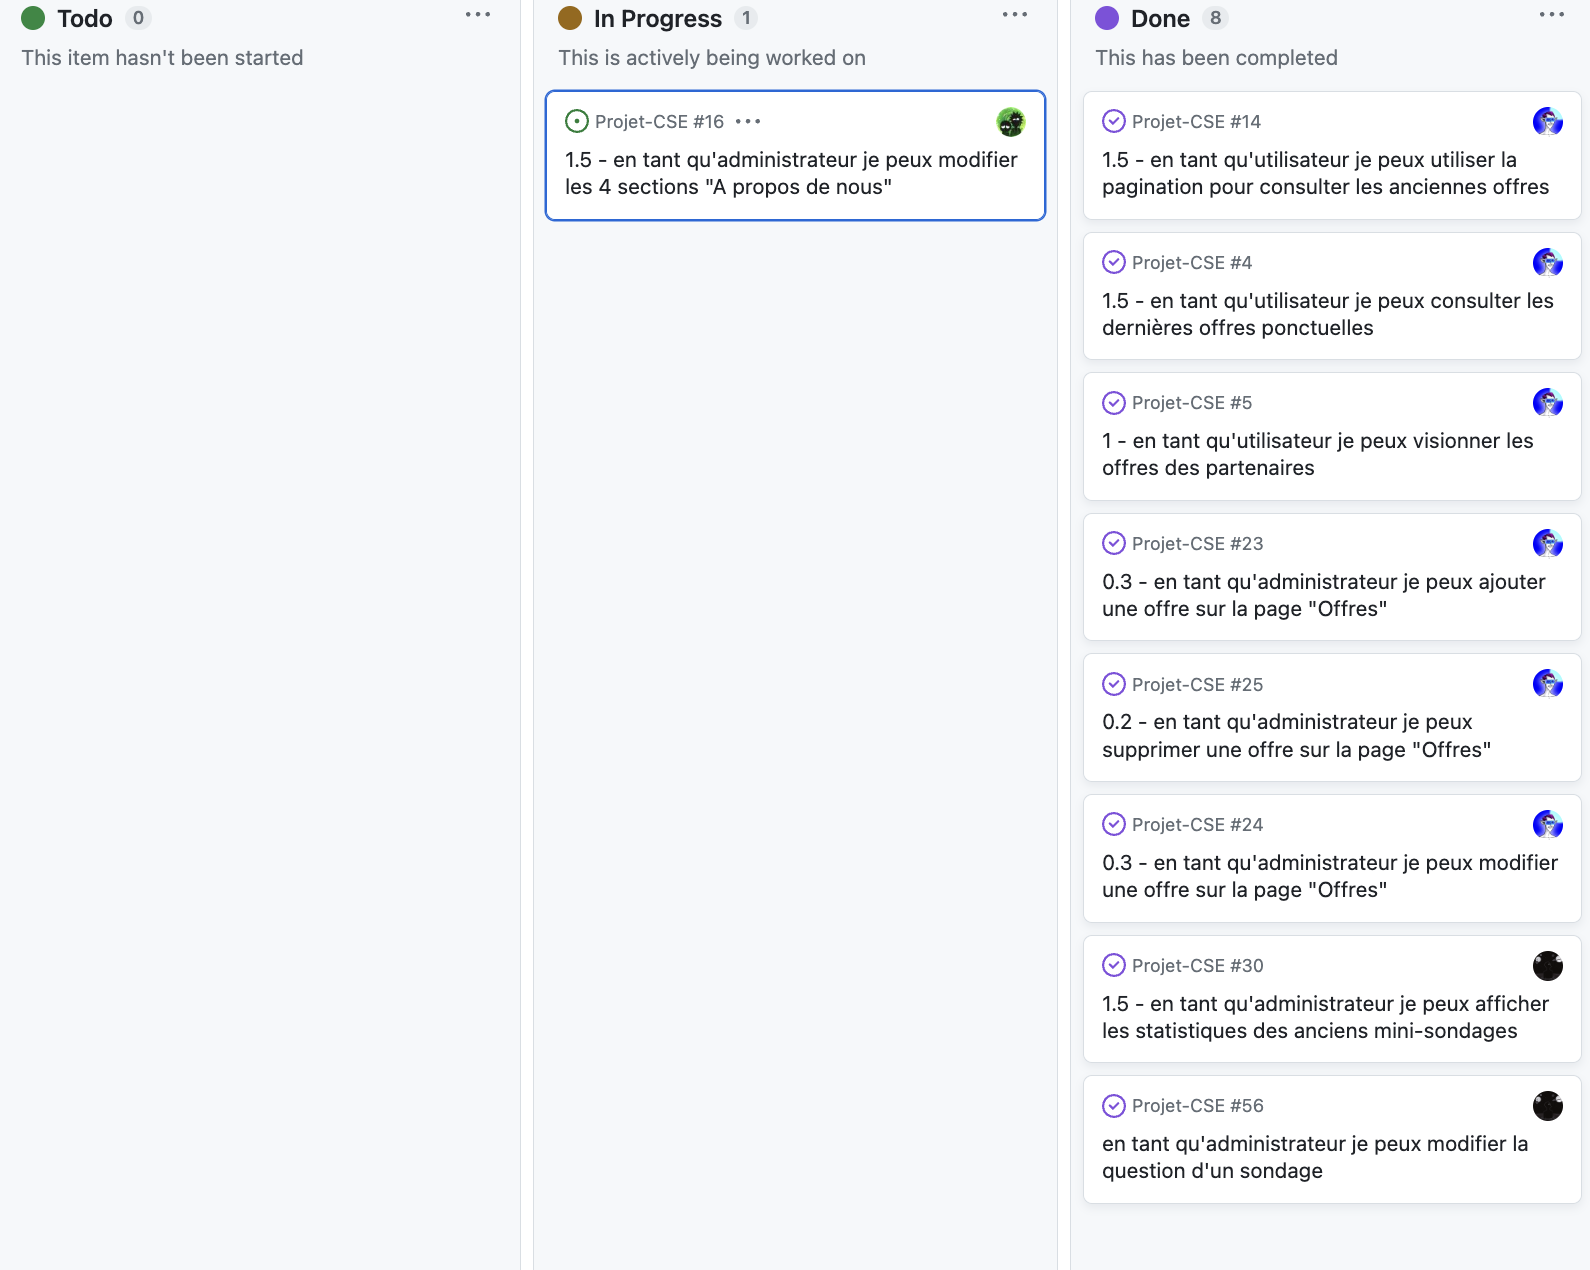 Todo 0
This item hasn't been started
In Progress 1
This is actively being worked on
Projet-CSE #16
1.5 - en tant qu'administrateur je peux modifier
les 4 sections "A propos de nous"
Done 8
This has been completed
Projet-CSE #14
1.5 - en tant qu'utilisateur je peux utiliser la
pagination pour consulter les anciennes offres
Projet-CSE #4
1.5 - en tant qu'utilisateur je peux consulter les
dernières offres ponctuelles
Projet-CSE #5
1 - en tant qu'utilisateur je peux visionner les
offres des partenaires
Projet-CSE #23
0.3 - en tant qu'administrateur je peux ajouter
une offre sur la page "Offres"
Projet-CSE #25
0.2 - en tant qu'administrateur je peux
supprimer une offre sur la page "Offres"
Projet-CSE #24
0.3 - en tant qu'administrateur je peux modifier
une offre sur la page "Offres"
Projet-CSE #30
1.5 - en tant qu'administrateur je peux afficher
les statistiques des anciens mini-sondages
Projet-CSE #56
en tant qu'administrateur je peux modifier la
question d'un sondage